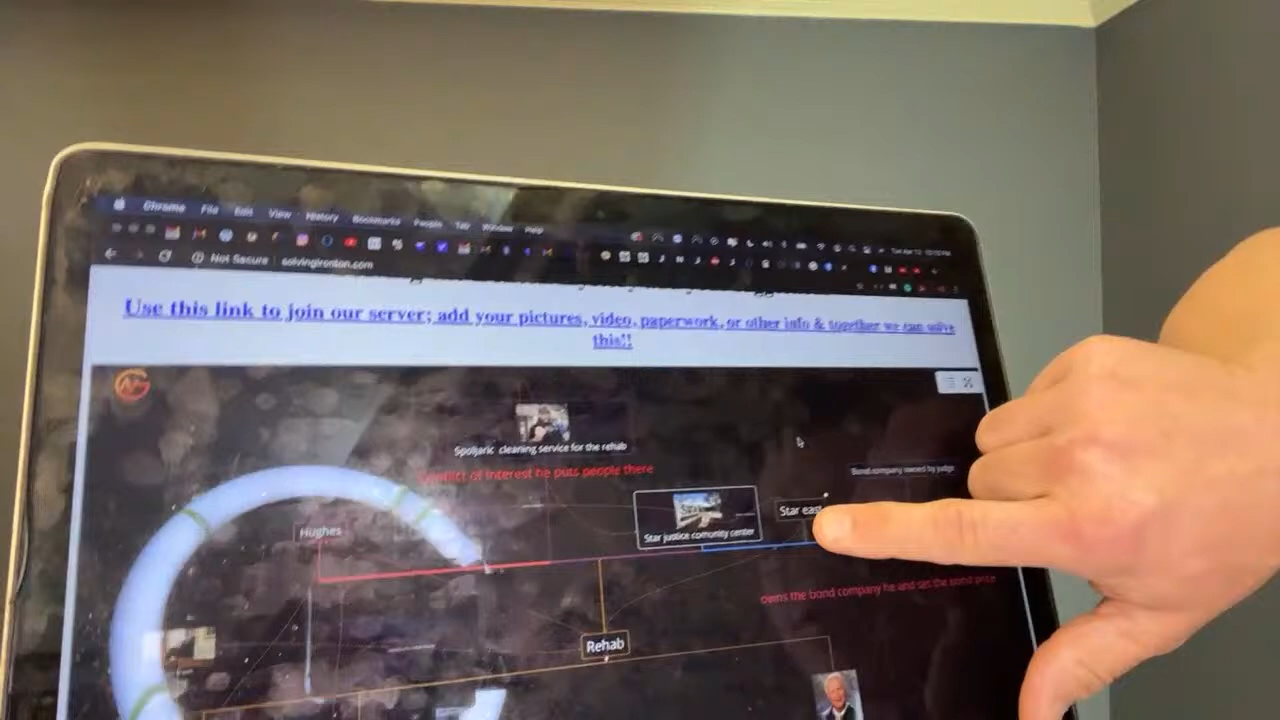 Chrome File Edit View History Bookmarks People Tab Window Help
Not Secure solvingironton.com
Use this link to join our server; add your pictures, video, paperwork, or other info & together we can solve
this!!
Spoljaric cleaning service for the rehab
Conflict of interest he puts people there
Bond company owned by judge
Star east
Hughes
Star justice comunity center
owns the bond company he and set the bond price
Rehab